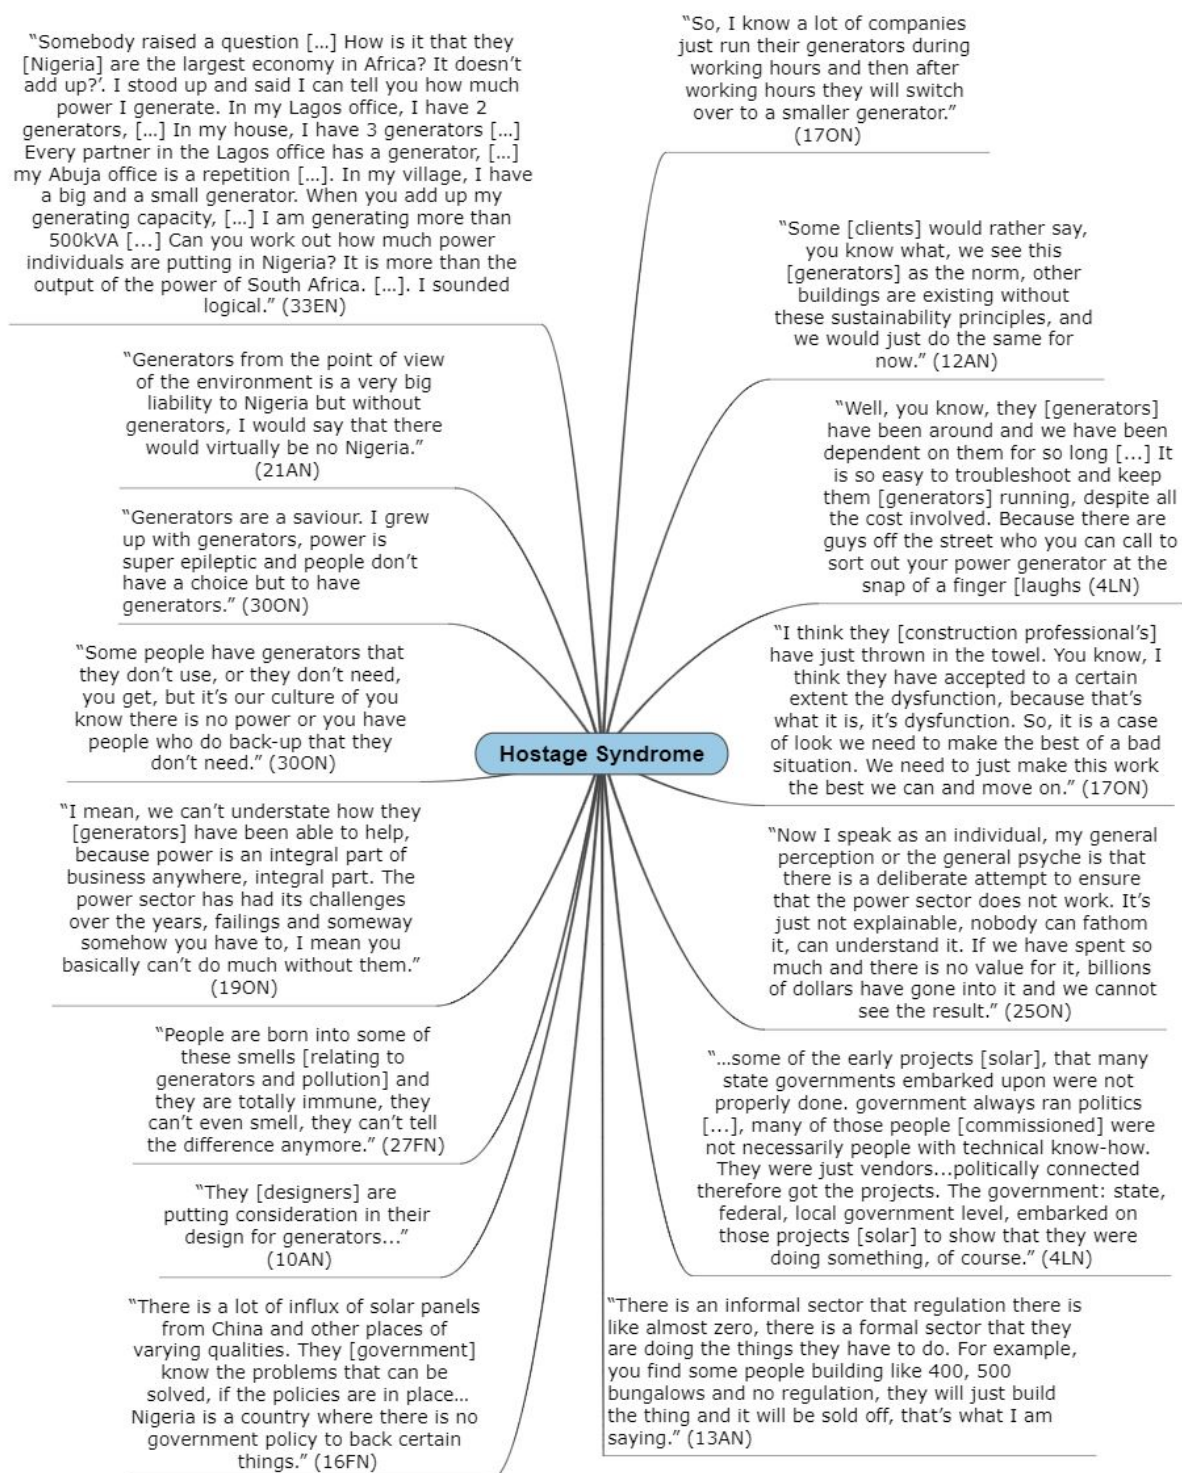 “Somebody raised a question [...] How is it that they
[Nigeria] are the largest economy in Africa? It doesn't
add up?’. I stood up and said I can tell you how much
power I generate. In my Lagos office, I have 2
generators, [...] In my house, I have 3 generators [...]
Every partner in the Lagos office has a generator, [...]
my Abuja office is a repetition [...]. In my village, I have
a big and a small generator. When you add up my
generating capacity, [...] I am generating more than
500kVA [...] Can you work out how much power
individuals are putting in Nigeria? It is more than the
output of the power of South Africa. [...]. I sounded
logical.” (33EN)
“Generators from the point of view
of the environment is a very big
liability to Nigeria but without
generators, I would say that there
would virtually be no Nigeria.”
(21AN)
“Generators are a saviour. I grew
up with generators, power is
super epileptic and people don't
have a choice but to have
generators.” (30ON)
“Some people have generators that
they don't use, or they don't need,
you get, but it's our culture of you
know there is no power or you have
people who do back-up that they
don't need.” (30ON)
“I mean, we can't understate how they
[generators] have been able to help,
because power is an integral part of
business anywhere, integral part. The
power sector has had its challenges
over the years, failings and someway
somehow you have to, I mean you
basically can't do much without them.”
(19ON)
“People are born into some of
these smells [relating to
generators and pollution] and
they are totally immune, they
can't even smell, they can't tell
the difference anymore.” (27FN)
“They [designers] are
putting consideration in their
design for generators...”
(10AN)
“There is a lot of influx of solar panels
from China and other places of
varying qualities. They [government]
know the problems that can be
solved, if the policies are in place...
Nigeria is a country where there is no
government policy to back certain
things.” (16FN)
Hostage Syndrome
“So, I know a lot of companies
just run their generators during
working hours and then after
working hours they will switch
over to a smaller generator.”
(17ON)
“Some [clients] would rather say,
you know what, we see this
[generators] as the norm, other
buildings are existing without
these sustainability principles, and
we would just do the same for
now.” (12AN)
“Well, you know, they [generators]
have been around and we have been
dependent on them for so long [...] It
is so easy to troubleshoot and keep
them [generators] running, despite all
the cost involved. Because there are
guys off the street who you can call to
sort out your power generator at the
snap of a finger [laughs (4LN)
“I think they [construction professional's]
have just thrown in the towel. You know, I
think they have accepted to a certain
extent the dysfunction, because that's
what it is, it's dysfunction. So, it is a case
of look we need to make the best of a bad
situation. We need to just make this work
the best we can and move on.” (17ON)
“Now I speak as an individual, my general
perception or the general psyche is that
there is a deliberate attempt to ensure
that the power sector does not work. It's
just not explainable, nobody can fathom
it, can understand it. If we have spent so
much and there is no value for it, billions
of dollars have gone into it and we cannot
see the result.” (25ON)
“...some of the early projects [solar], that many
state governments embarked upon were not
properly done. government always ran politics
[...], many of those people [commissioned] were
not necessarily people with technical know-how.
They were just vendors...politically connected
therefore got the projects. The government: state,
federal, local government level, embarked on
those projects [solar] to show that they were
doing something, of course.” (4LN)
“There is an informal sector that regulation there is
like almost zero, there is a formal sector that they
are doing the things they have to do. For example,
you find some people building like 400, 500
bungalows and no regulation, they will just build
the thing and it will be sold off, that's what I am
saying.” (13AN)